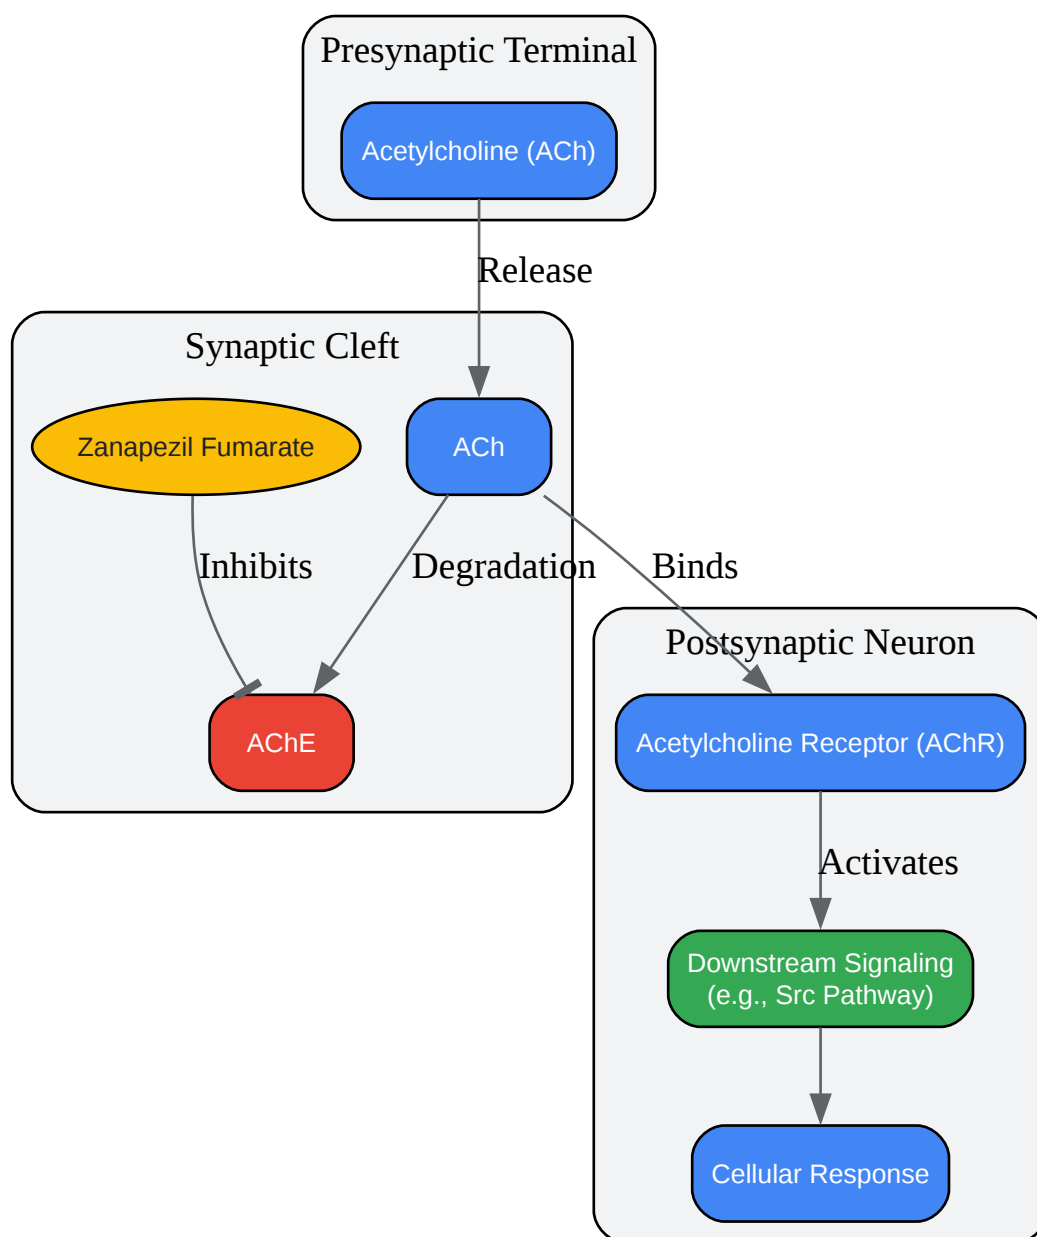 Presynaptic Terminal
Acetylcholine (ACh)
Release
Synaptic Cleft
Zanapezil Fumarate
ACh
Inhibits
Degradation
Binds
Postsynaptic Neuron
AChE
Acetylcholine Receptor (AChR)
Activates
Downstream Signaling
(e.g., Src Pathway)
Cellular Response